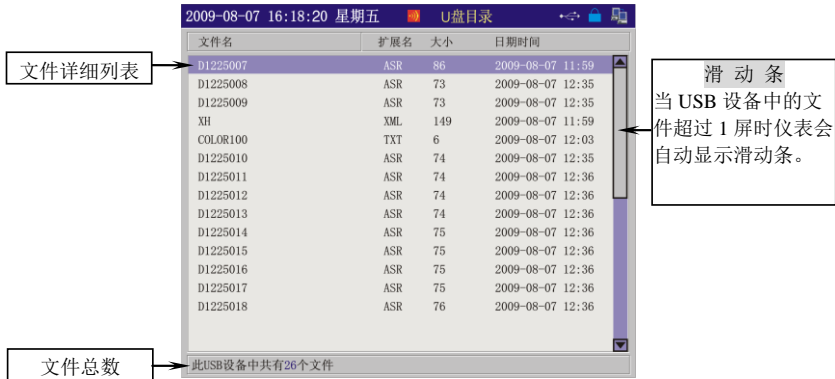 2009-08-07 16:18:20 星期五 U盘目录
文件名 扩展名 大小 日期时间
D1225007 ASR 86 2009-08-07 11:59
D1225008 ASR 73 2009-08-07 12:35
D1225009 ASR 73 2009-08-07 12:35
XH XML 149 2009-08-07 11:59
COLOR100 TXT 6 2009-08-07 12:03
D1225010 ASR 74 2009-08-07 12:35
D1225011 ASR 74 2009-08-07 12:36
D1225012 ASR 74 2009-08-07 12:36
D1225013 ASR 74 2009-08-07 12:36
D1225014 ASR 75 2009-08-07 12:36
D1225015 ASR 75 2009-08-07 12:36
D1225016 ASR 75 2009-08-07 12:36
D1225017 ASR 75 2009-08-07 12:36
D1225018 ASR 76 2009-08-07 12:36
此USB设备中共有26个文件
文件详细列表
文件总数
滑 动 条
当 USB 设备中的文
件超过 1 屏时仪表会
自动显示滑动条。